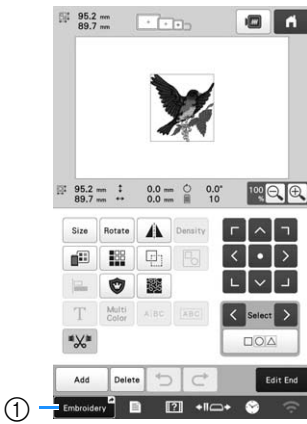 95.2 mm
89.7 mm
95.2 mm 0.0 mm 0.0°
89.7 mm 0.0 mm 10
100 %
Size Rotate Density
T Multi Color ABC ABC
Select
Add Delete Edit End
① Embroidery